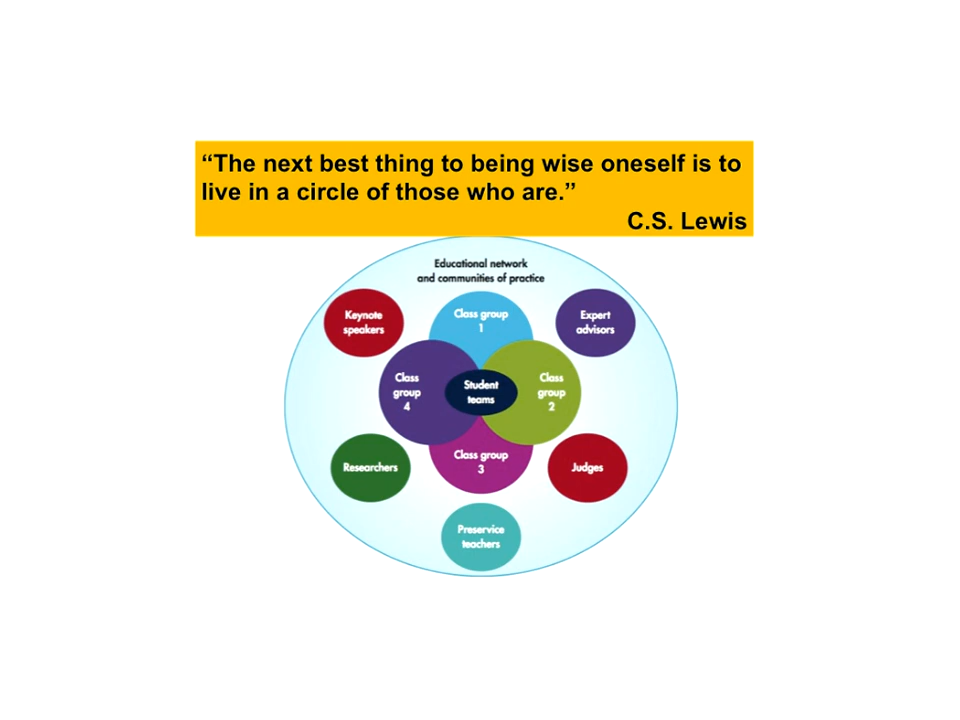 “The next best thing to being wise oneself is to
live in a circle of those who are.”
C.S. Lewis
Educational network
and communities of practice
Keynote
speakers
Class group
1
Expert
advisors
Class
group
4
Student
teams
Class
group
2
Researchers
Class group
3
Judges
Preservice
teachers